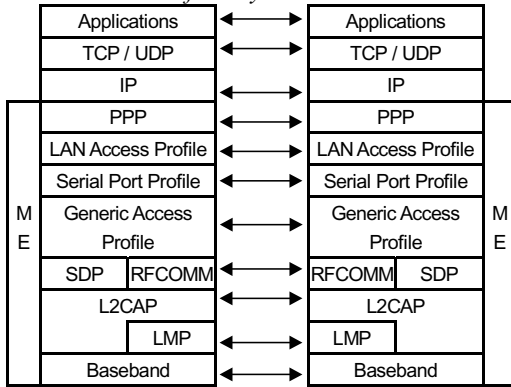 Applications Applications
TCP / UDP TCP / UDP
IP IP
PPP PPP
LAN Access Profile LAN Access Profile
Serial Port Profile Serial Port Profile
M Generic Access Generic Access M
E Profile Profile E
SDP RFCOMM RFCOMM SDP
L2CAP L2CAP
LMP LMP
Baseband Baseband